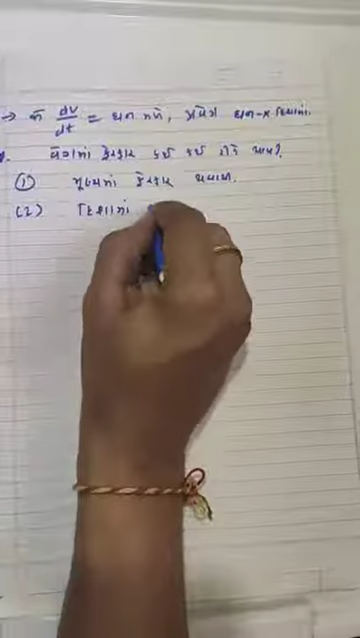 → જો dv/dt = ધન મળે, પ્રવેગ ધન-x દિશામાં.
વેગમાં ફેરફાર કઈ કઈ રીતે થાય?
① મૂલ્યમાં ફેરફાર થવાથી.
(2) દિશામાં